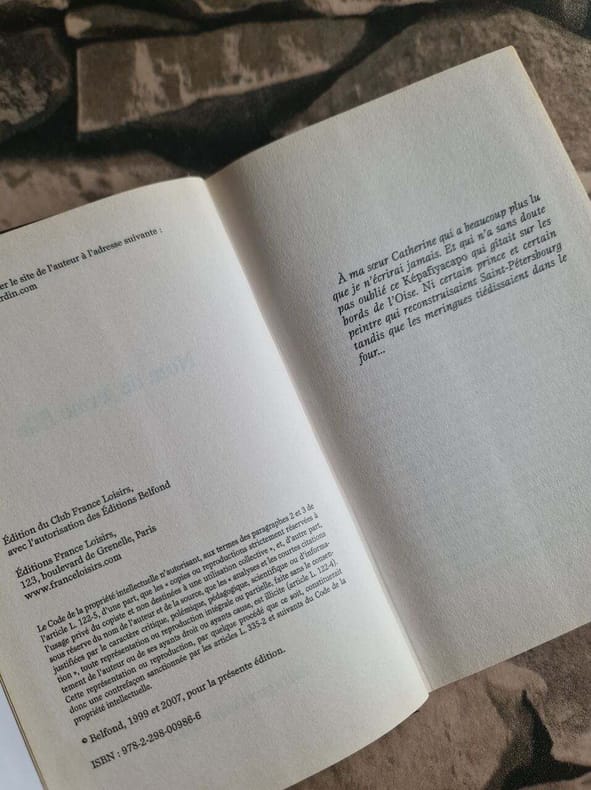 er le site de l'auteur à l'adresse suivante :
rdin.com
Édition du Club France Loisirs,
avec l'autorisation des Éditions Belfond
Éditions France Loisirs,
123, boulevard de Grenelle, Paris
www.franceloisirs.com
Le Code de la propriété intellectuelle n'autorisant, aux termes des paragraphes 2 et 3 de
l'article L. 122-5, d'une part, que les « copies ou reproductions strictement réservées à
l'usage privé du copiste et non destinées à une utilisation collective », et, d'autre part,
sous réserve du nom de l'auteur et de la source, que les « analyses et les courtes citations
justifiées par le caractère critique, polémique, pédagogique, scientifique ou d'informa-
tion », toute représentation ou reproduction intégrale ou partielle, faite sans le consen-
tement de l'auteur ou de ses ayants droit ou ayants cause, est illicite (article L. 122-4).
Cette représentation ou reproduction, par quelque procédé que ce soit, constituerait
donc une contrefaçon sanctionnée par les articles L. 335-2 et suivants du Code de la
propriété intellectuelle.
© Belfond, 1999 et 2007, pour la présente édition.
ISBN : 978-2-298-00986-6
À ma sœur Catherine qui a beaucoup plus lu
que je n'écrirai jamais. Et qui n'a sans doute
pas oublié ce Képafiyacapo qui gîtait sur les
bords de l'Oise. Ni certain prince et certain
peintre qui reconstruisaient Saint-Pétersbourg
tandis que les meringues tiédissaient dans le
four...